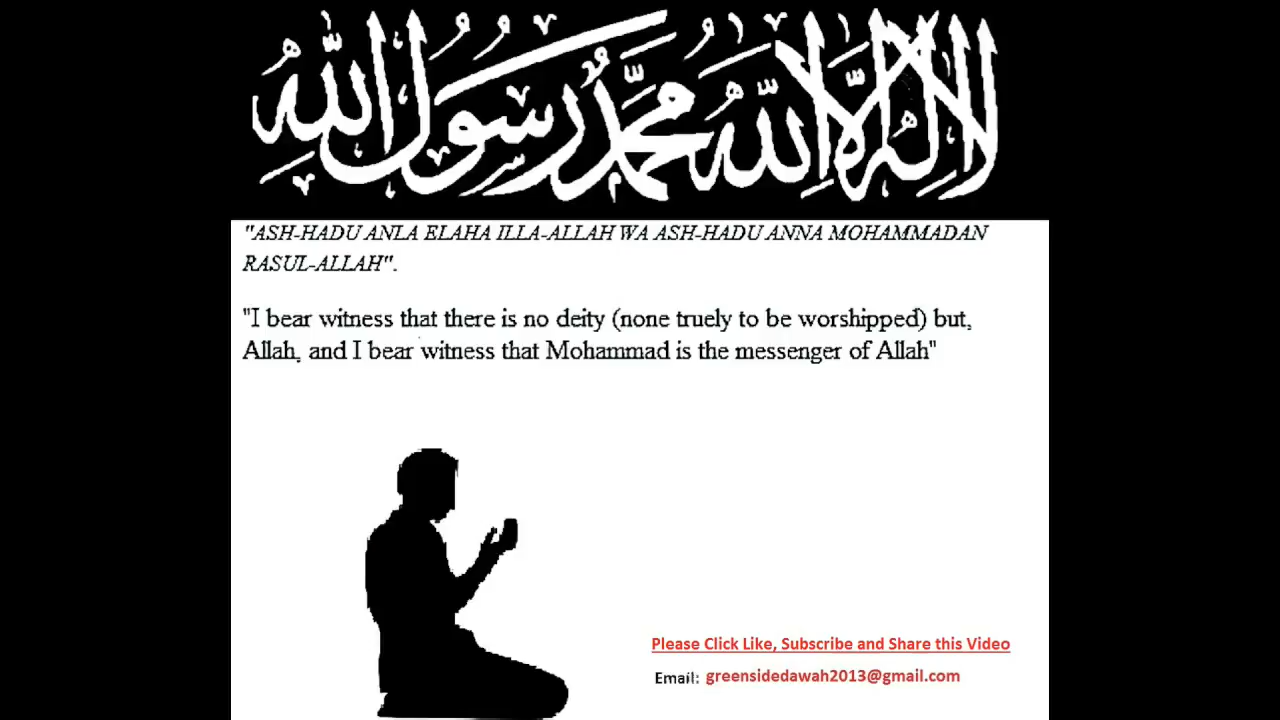 لا إله إلا الله محمد رسول الله
"ASH-HADU ANLA ELAHA ILLA-ALLAH WA ASH-HADU ANNA MOHAMMADAN
RASUL-ALLAH".
"I bear witness that there is no deity (none truely to be worshipped) but,
Allah, and I bear witness that Mohammad is the messenger of Allah"
Please Click Like, Subscribe and Share this Video
Email: greensidedawah2013@gmail.com